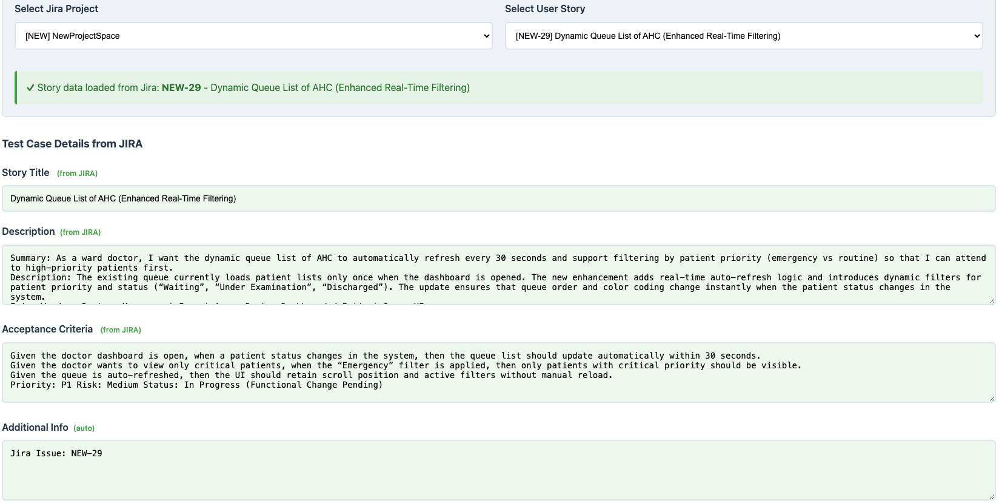 Select Jira Project
Select User Story
[NEW] NewProjectSpace
[NEW-29] Dynamic Queue List of AHC (Enhanced Real-Time Filtering)
✓ Story data loaded from Jira: NEW-29 - Dynamic Queue List of AHC (Enhanced Real-Time Filtering)
Test Case Details from JIRA
Story Title (from JIRA)
Dynamic Queue List of AHC (Enhanced Real-Time Filtering)
Description (from JIRA)
Summary: As a ward doctor, I want the dynamic queue list of AHC to automatically refresh every 30 seconds and support filtering by patient priority (emergency vs routine) so that I can attend
to high-priority patients first.
Description: The existing queue currently loads patient lists only once when the dashboard is opened. The new enhancement adds real-time auto-refresh logic and introduces dynamic filters for
patient priority and status (“Waiting”, “Under Examination”, “Discharged”). The update ensures that queue order and color coding change instantly when the patient status changes in the
system.
Acceptance Criteria (from JIRA)
Given the doctor dashboard is open, when a patient status changes in the system, then the queue list should update automatically within 30 seconds.
Given the doctor wants to view only critical patients, when the “Emergency” filter is applied, then only patients with critical priority should be visible.
Given the queue is auto-refreshed, then the UI should retain scroll position and active filters without manual reload.
Priority: P1 Risk: Medium Status: In Progress (Functional Change Pending)
Additional Info (auto)
Jira Issue: NEW-29